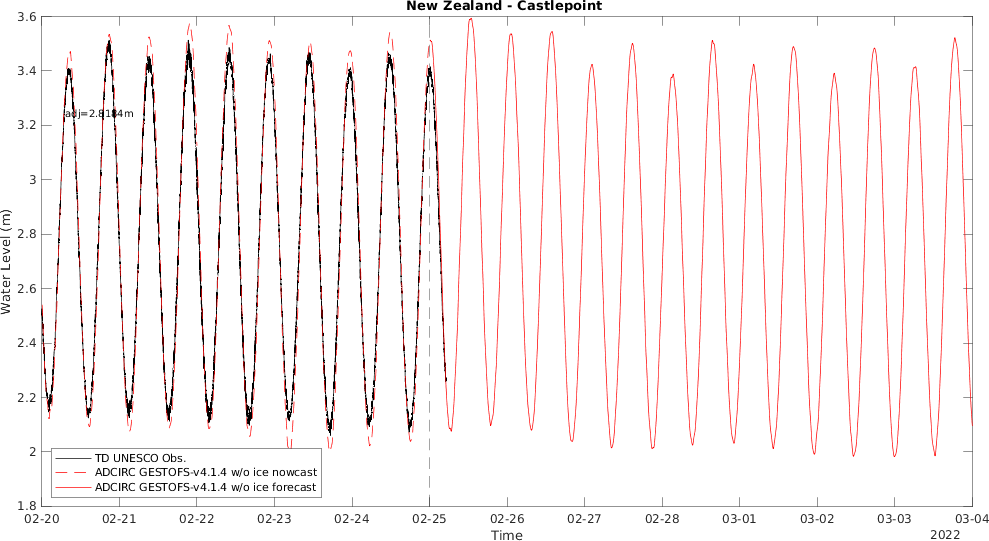 New Zealand - Castlepoint
3.6
3.4
3.2
3
2.8
2.6
2.4
2.2
2
1.8
Water Level (m)
adj=2.8184m
TD UNESCO Obs.
ADCIRC GESTOFS-v4.1.4 w/o ice nowcast
ADCIRC GESTOFS-v4.1.4 w/o ice forecast
02-20 02-21 02-22 02-23 02-24 02-25 02-26 02-27 02-28 03-01 03-02 03-03 03-04
Time
2022